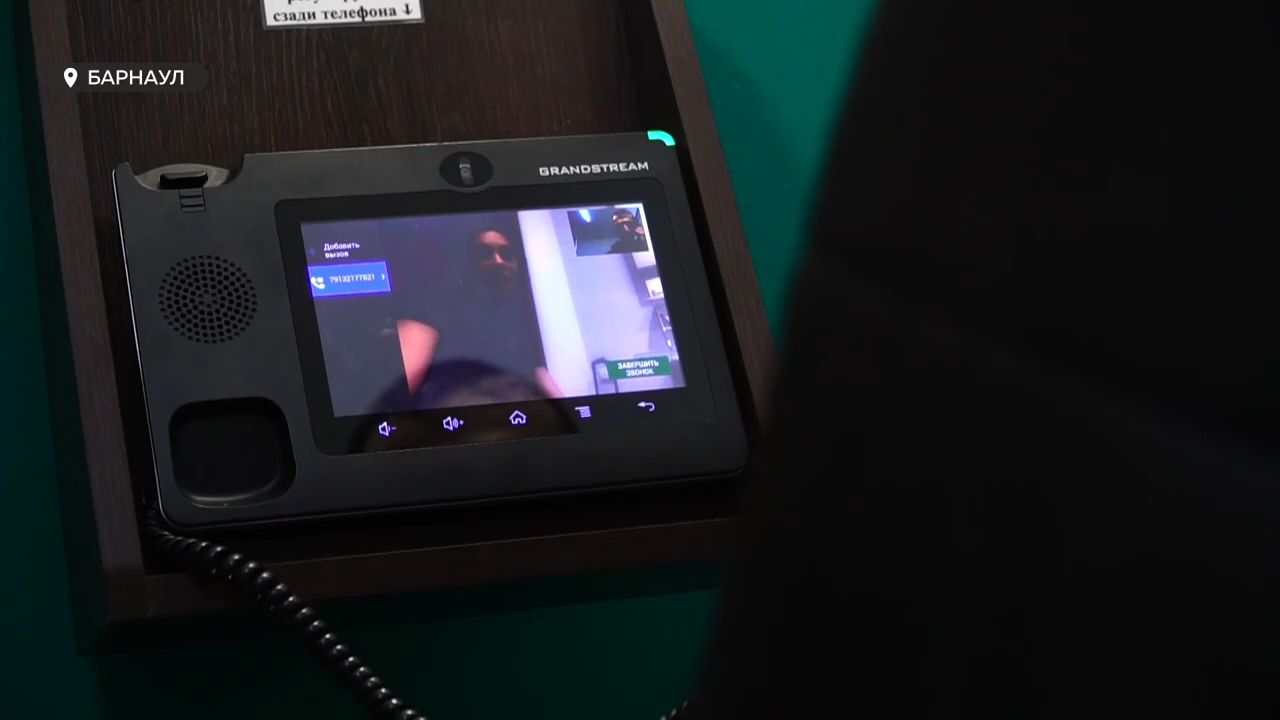 сзади телефона ↓
БАРНАУЛ
GRANDSTREAM
Добавить
вызов
79132177821
ЗАВЕРШИТЬ
ЗВОНОК